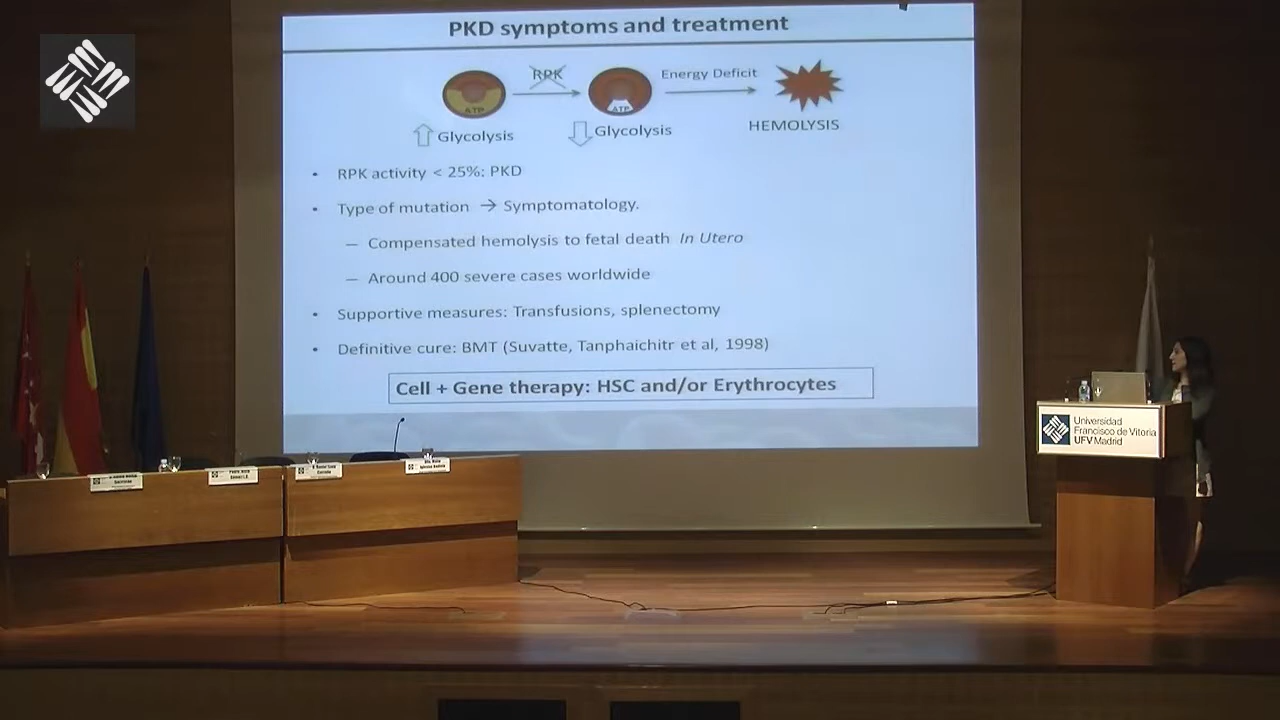 PKD symptoms and treatment
RPK
Energy Deficit
ATP
ATP
Glycolysis
Glycolysis
HEMOLYSIS
• RPK activity < 25%: PKD
• Type of mutation → Symptomatology.
– Compensated hemolysis to fetal death In Utero
– Around 400 severe cases worldwide
• Supportive measures: Transfusions, splenectomy
• Definitive cure: BMT (Suvatte, Tanphaichitr et al, 1998)
Cell + Gene therapy: HSC and/or Erythrocytes
Universidad
Francisco de Vitoria
UFV Madrid